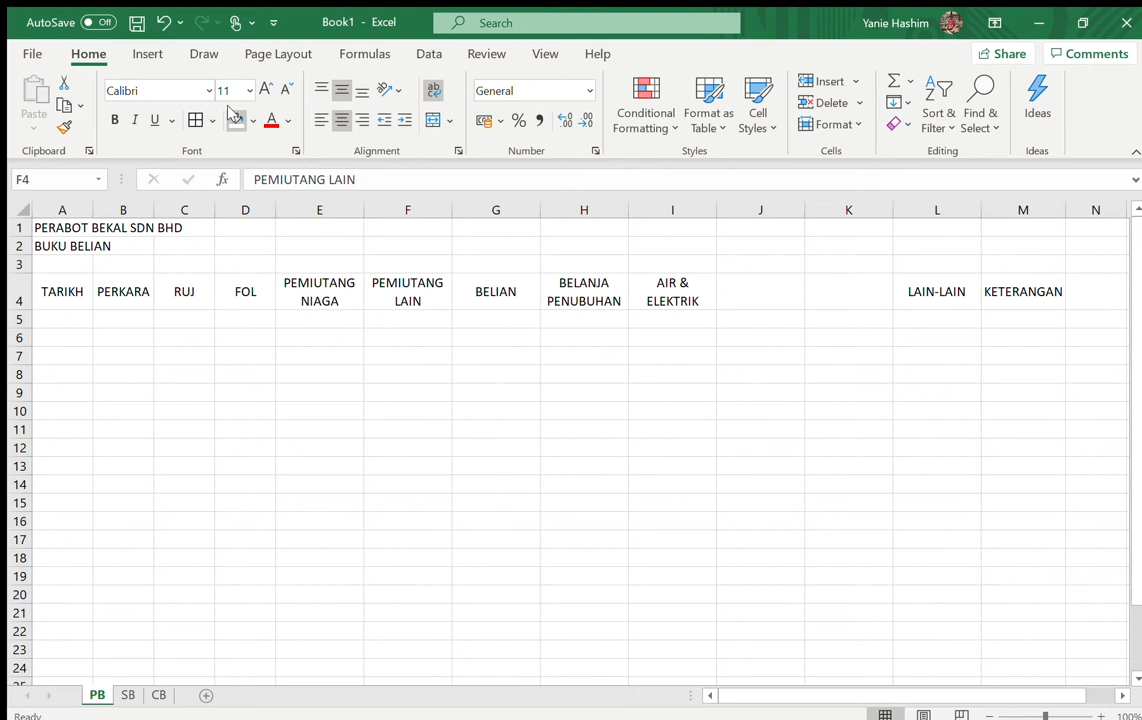 AutoSave Off Book1 - Excel Search Yanie Hashim
File Home Insert Draw Page Layout Formulas Data Review View Help Share Comments
Calibri 11 General
Paste Conditional Formatting Format as Table Cell Styles Insert Delete Format Sort & Filter Find & Select Ideas
Clipboard Font Alignment Number Styles Cells Editing Ideas
F4 fx PEMIUTANG LAIN
A B C D E F G H I J K L M N
1 PERABOT BEKAL SDN BHD
2 BUKU BELIAN
3
4 TARIKH PERKARA RUJ FOL PEMIUTANG NIAGA PEMIUTANG LAIN BELIAN BELANJA PENUBUHAN AIR & ELEKTRIK LAIN-LAIN KETERANGAN
5
6
7
8
9
10
11
12
13
14
15
16
17
18
19
20
21
22
23
24
25
PB SB CB
Ready 100%